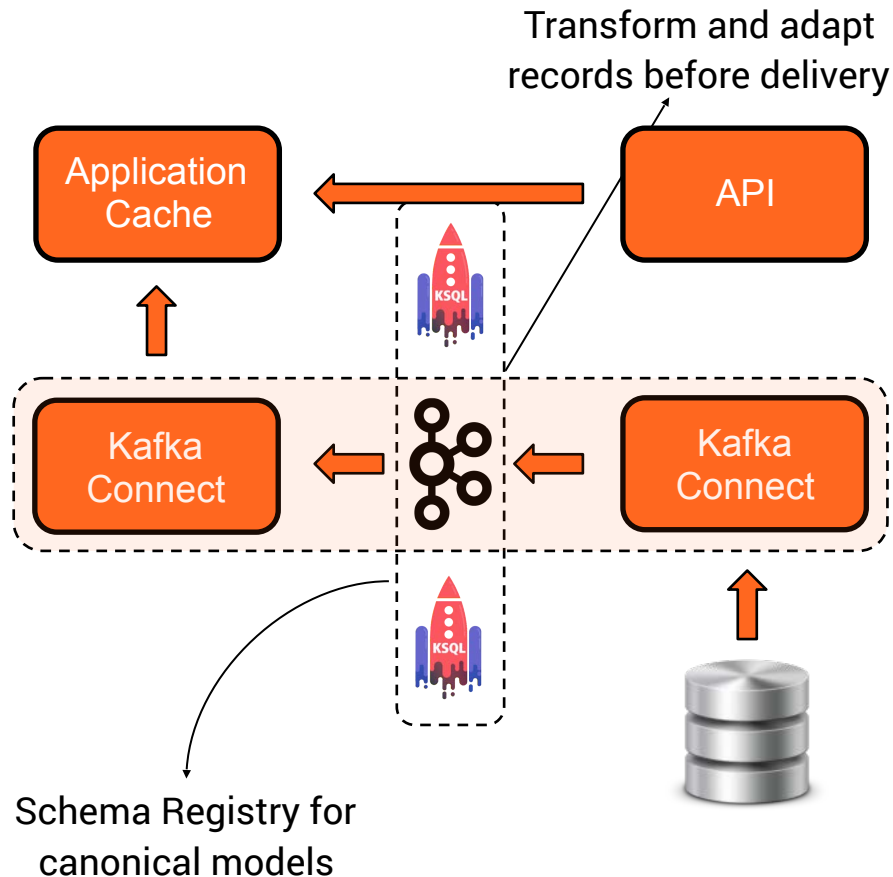 Transform and adapt
records before delivery
Application
Cache
API
KSQL
Kafka
Connect
Kafka
Connect
KSQL
Schema Registry for
canonical models